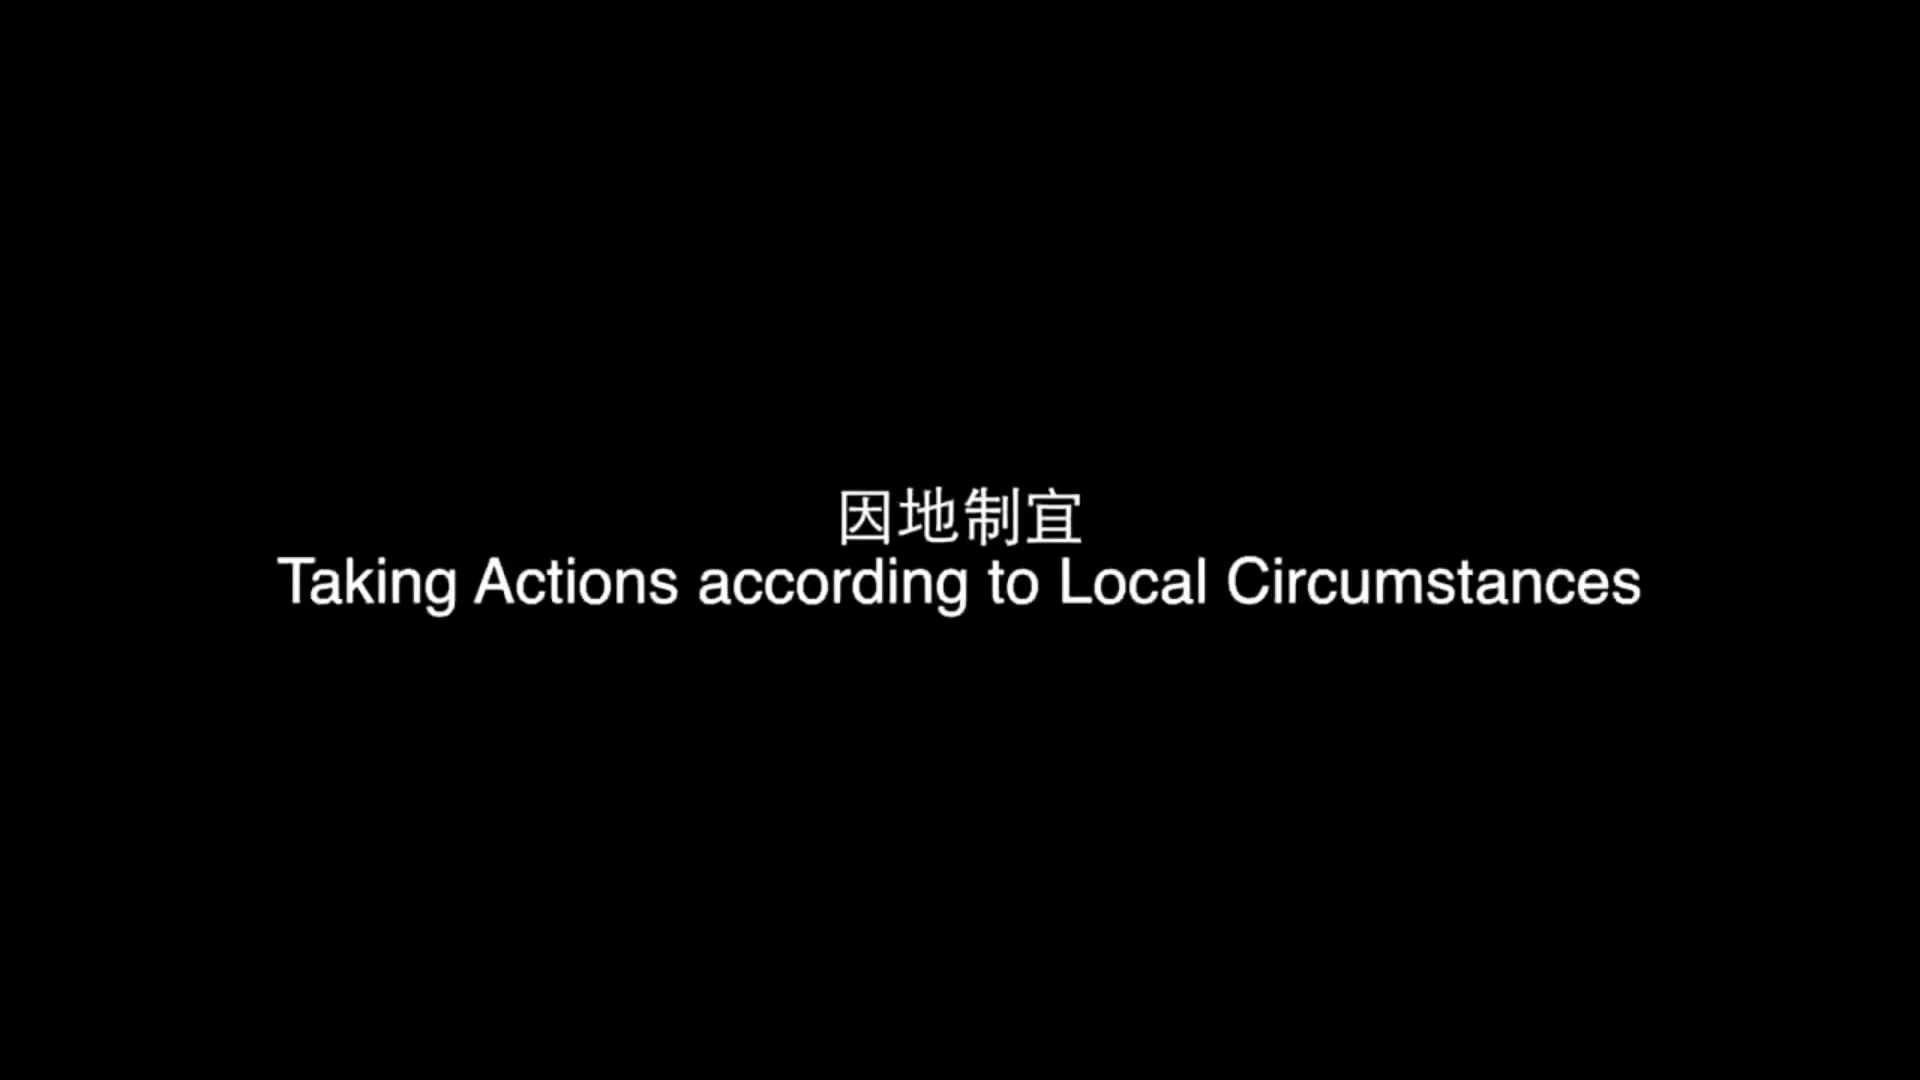 因地制宜
Taking Actions according to Local Circumstances